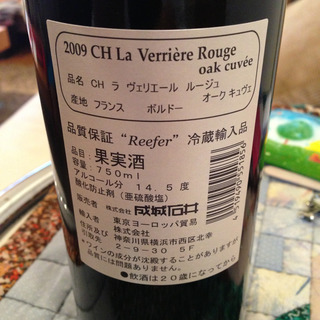 2009 CH La Verrière Rouge
oak cuvée
品名 CH ラ ヴェリエール ルージュ
オーク キュヴェ
産地 フランス ボルドー
品質保証 "Reefer" 冷蔵輸入品
品目：果実酒
容量：750ml
アルコール分 14.5度
酸化防止剤（亜硫酸塩）
販売者 株式会社 成城石井
輸入者 東京ヨーロッパ貿易
住所及び 株式会社
引取先 神奈川県横浜市西区北幸
2-9-30 5F
*ワインの成分が沈殿することがありますが
品質には問題ありません。
●飲酒は20歳になってから